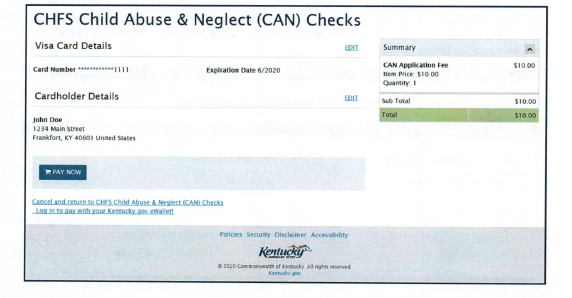 CHFS Child Abuse & Neglect (CAN) Checks
Visa Card Details
EDIT
Card Number ************1111
Expiration Date 6/2020
Cardholder Details
EDIT
John Doe
1234 Main Street
Frankfort, KY 40601 United States
PAY NOW
Cancel and return to CHFS Child Abuse & Neglect (CAN) Checks
Log in to pay with your Kentucky.gov eWallet!
Summary
CAN Application Fee $10.00
Item Price: $10.00
Quantity: 1
Sub Total $10.00
Total $10.00
Policies Security Disclaimer Accessibility
Kentucky
© 2020 Commonwealth of Kentucky. All rights reserved.
Kentucky.gov